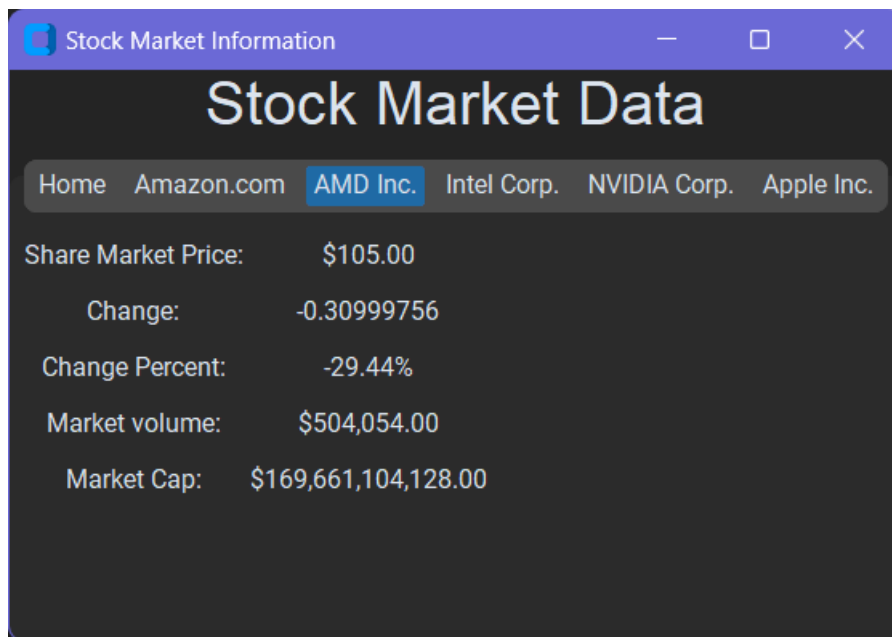 Stock Market Information
Stock Market Data
Home Amazon.com AMD Inc. Intel Corp. NVIDIA Corp. Apple Inc.
Share Market Price: $105.00
Change: -0.30999756
Change Percent: -29.44%
Market volume: $504,054.00
Market Cap: $169,661,104,128.00